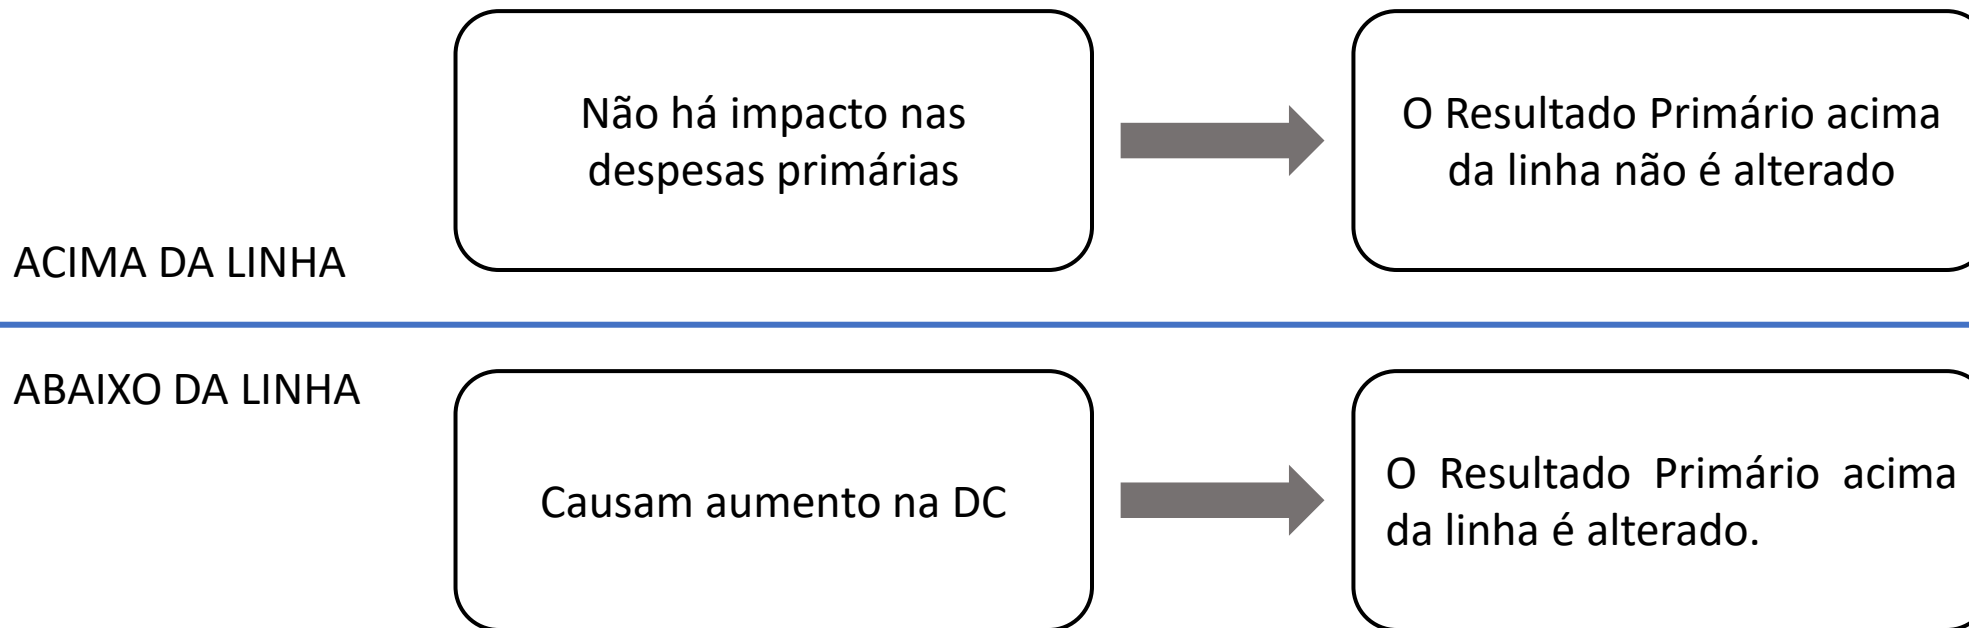 Não há impacto nas
despesas primárias
O Resultado Primário acima
da linha não é alterado
ACIMA DA LINHA
ABAIXO DA LINHA
Causam aumento na DC
O Resultado Primário acima
da linha é alterado.